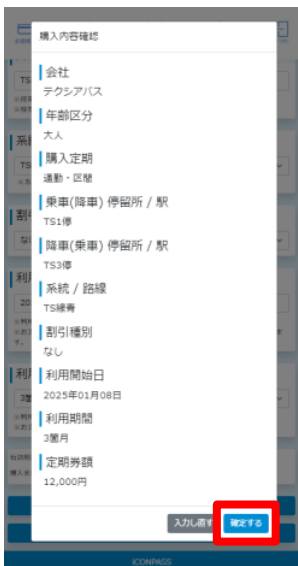 購入内容確認
会社
テクシアバス
年齢区分
大人
購入定期
通勤・区間
乗車(降車) 停留所 / 駅
TS1停
降車(乗車) 停留所 / 駅
TS3停
系統 / 路線
TS線青
割引種別
なし
利用開始日
2025年01月08日
利用期間
3箇月
定期券額
12,000円
入力し直す
確定する
iCONPASS